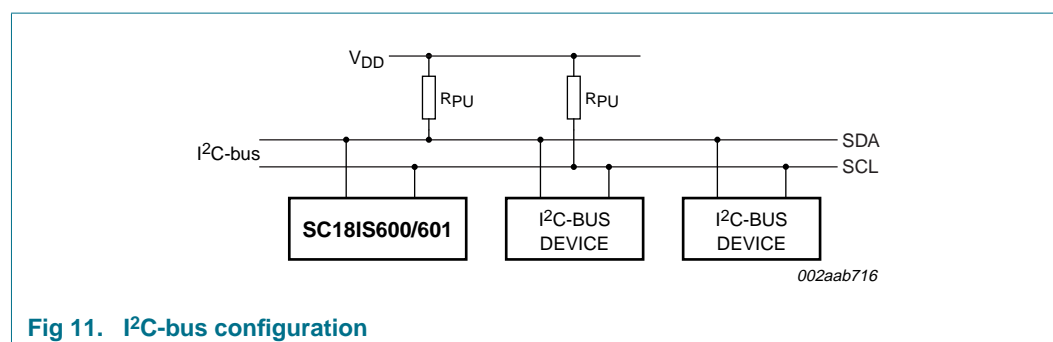 VDD
RPU RPU
SDA
I2C-bus
SCL
SC18IS600/601
I2C-BUS
DEVICE
I2C-BUS
DEVICE
002aab716
Fig 11. I2C-bus configuration